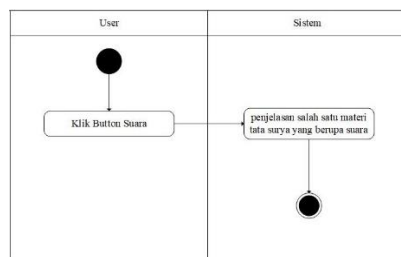 User
Sistem
Klik Button Suara
penjelasan salah satu materi
tata surya yang berupa suara